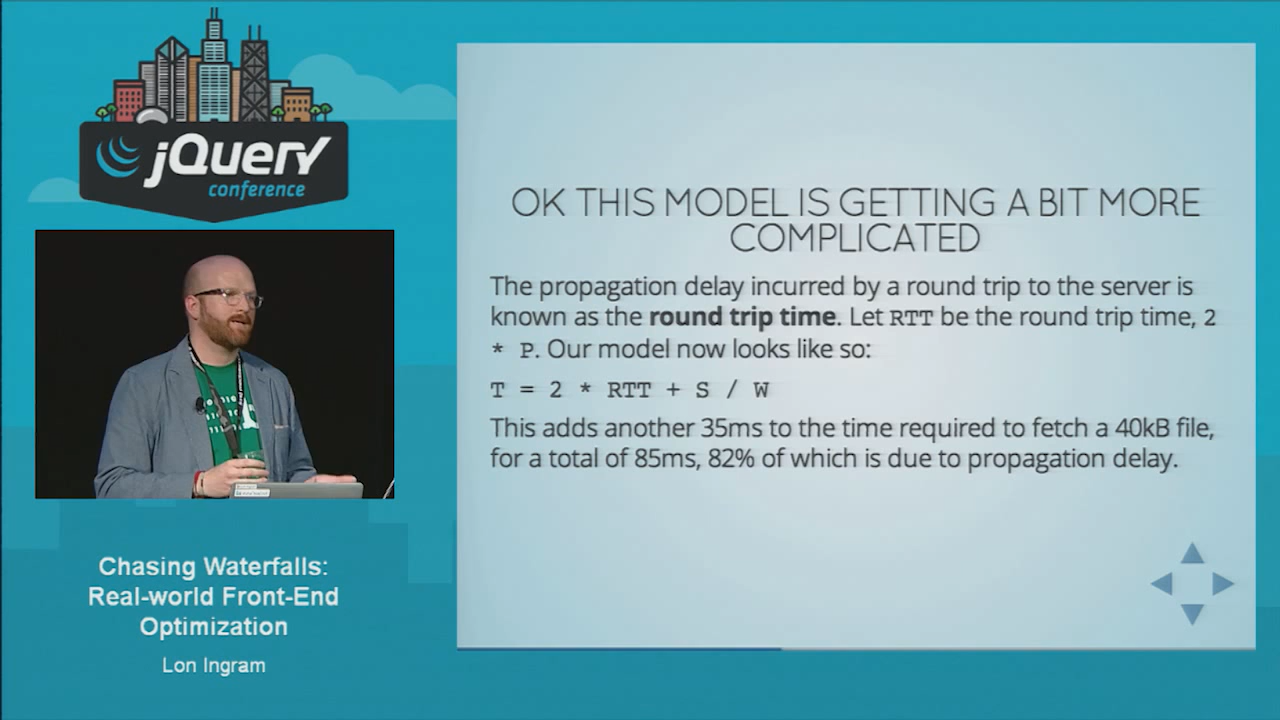 jQuery
conference
Chasing Waterfalls:
Real-world Front-End
Optimization
Lon Ingram
OK THIS MODEL IS GETTING A BIT MORE
COMPLICATED
The propagation delay incurred by a round trip to the server is
known as the round trip time. Let RTT be the round trip time, 2
* P. Our model now looks like so:
T = 2 * RTT + S / W
This adds another 35ms to the time required to fetch a 40kB file,
for a total of 85ms, 82% of which is due to propagation delay.